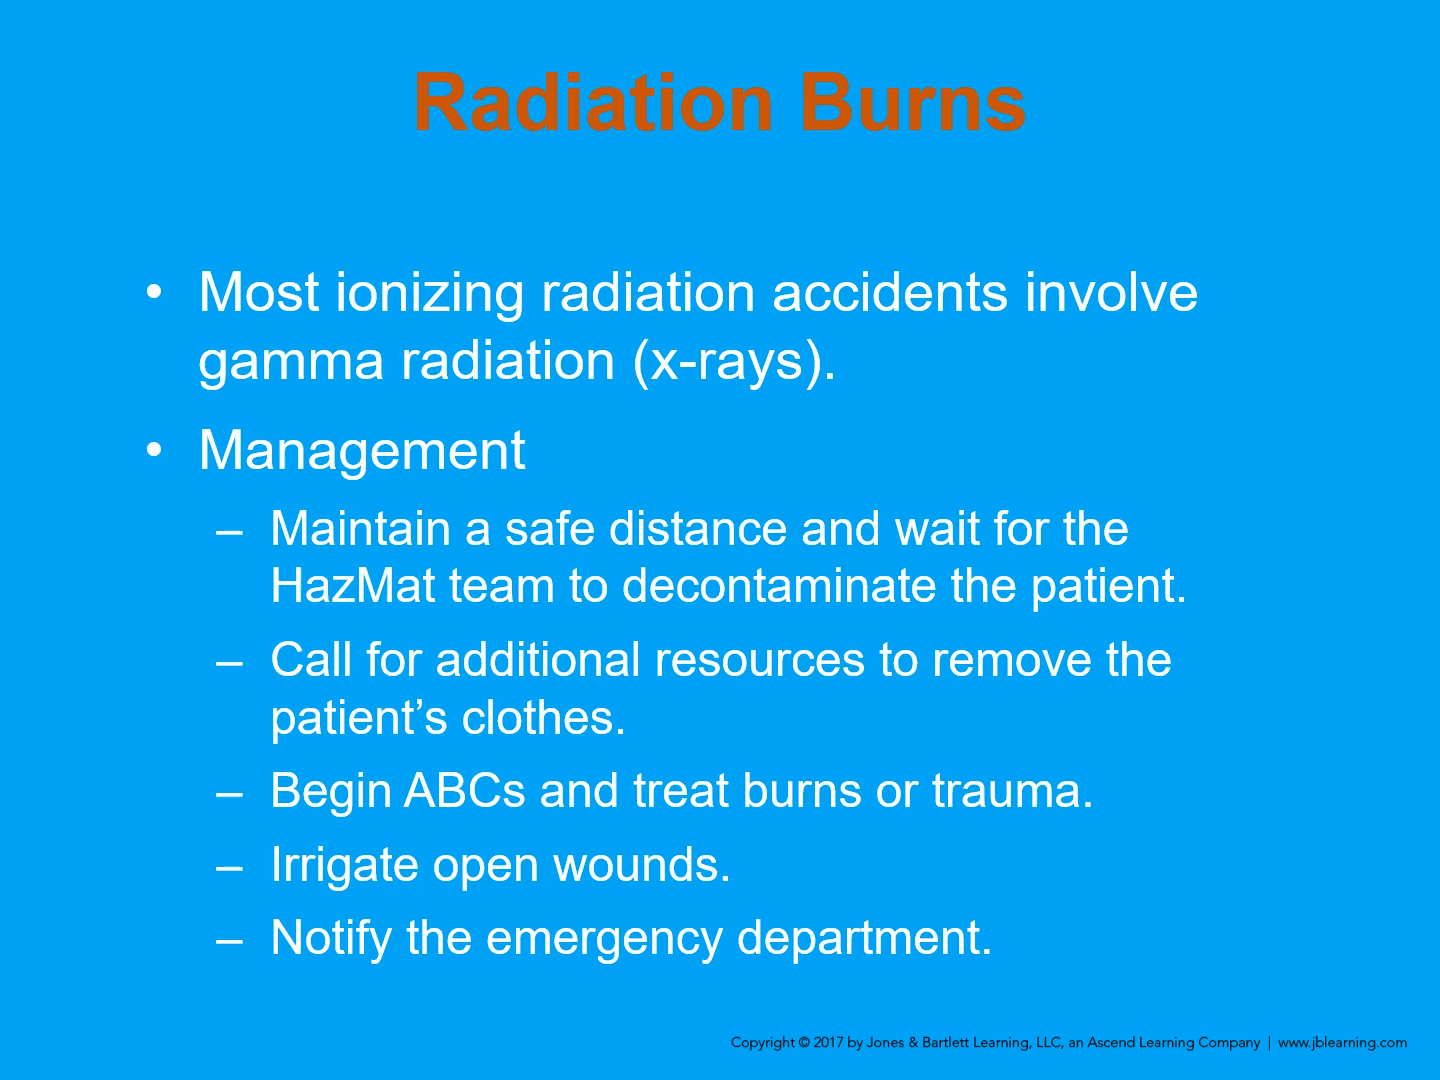 Radiation Burns
• Most ionizing radiation accidents involve
gamma radiation (x-rays).
• Management
– Maintain a safe distance and wait for the
HazMat team to decontaminate the patient.
– Call for additional resources to remove the
patient’s clothes.
– Begin ABCs and treat burns or trauma.
– Irrigate open wounds.
– Notify the emergency department.
Copyright © 2017 by Jones & Bartlett Learning, LLC, an Ascend Learning Company | www.jblearning.com